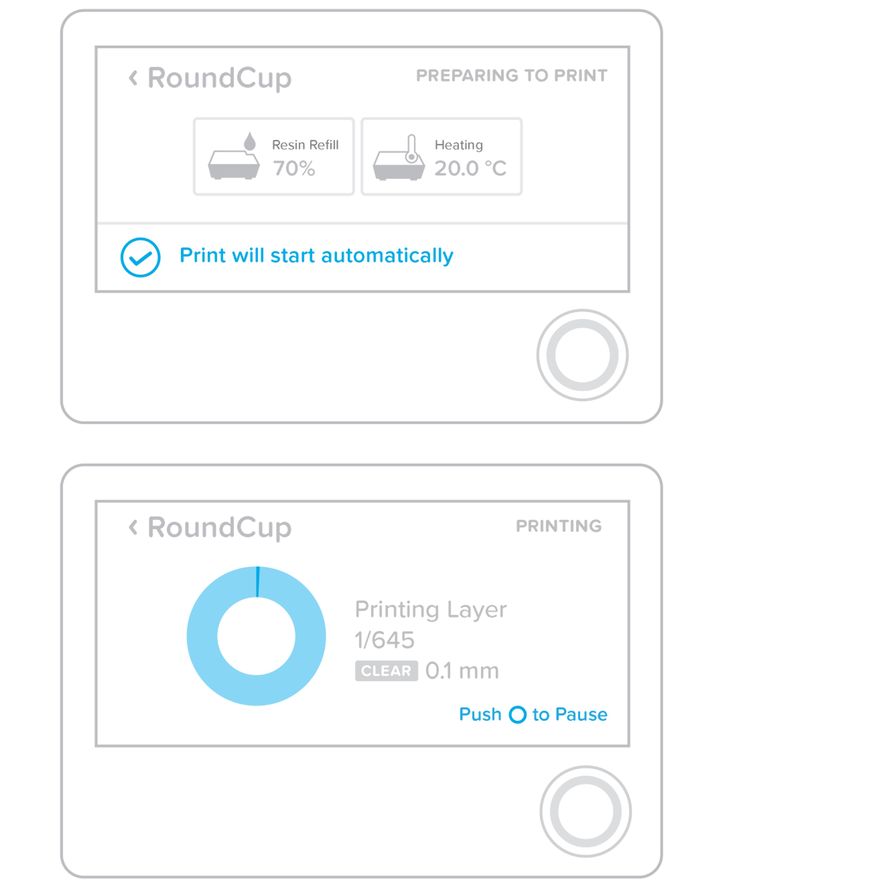 ‹ RoundCup
PREPARING TO PRINT
Resin Refill
70%
Heating
20.0 °C
Print will start automatically
‹ RoundCup
PRINTING
Printing Layer
1/645
CLEAR 0.1 mm
Push O to Pause